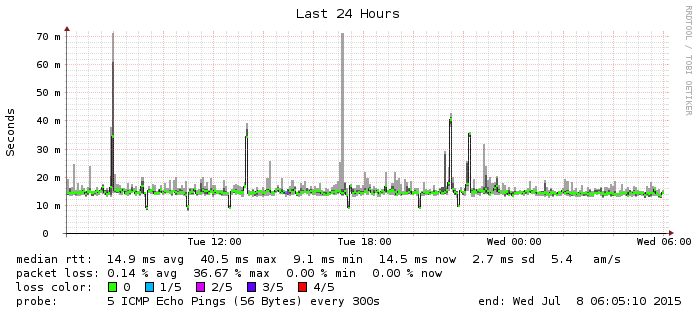 Last 24 Hours
RRDTOOL / TOBI OETIKER
Seconds
70 m
60 m
50 m
40 m
30 m
20 m
10 m
0
Tue 12:00 Tue 18:00 Wed 00:00 Wed 06:00
median rtt: 14.9 ms avg 40.5 ms max 9.1 ms min 14.5 ms now 2.7 ms sd 5.4 am/s
packet loss: 0.14 % avg 36.67 % max 0.00 % min 0.00 % now
loss color: 0 1/5 2/5 3/5 4/5
probe: 5 ICMP Echo Pings (56 Bytes) every 300s end: Wed Jul 8 06:05:10 2015